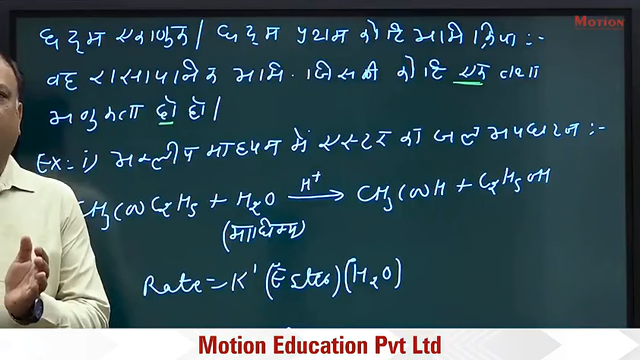 MOTION
छद्म एकाणुक / छद्म प्रथम कोटि अभिक्रिया :-
वह रासायनिक अभि. जिसकी कोटि एक तथा
अणुकता दो हो।
Ex:- i) अम्लीय माध्यम में एस्टर का जल अपघटन :-
CH3COOC2H5 + H2O —H+→ CH3COOH + C2H5OH
(आधिक्य)
Rate = K' (Ester) (H2O)
Motion Education Pvt Ltd